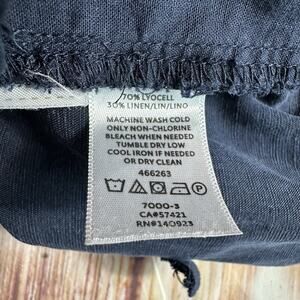 70% LYOCELL
30% LINEN/LIN/LINO
MACHINE WASH COLD
ONLY NON-CHLORINE
BLEACH WHEN NEEDED
TUMBLE DRY LOW
COOL IRON IF NEEDED
OR DRY CLEAN
466263
7000-3
CA#57421
RN#140923